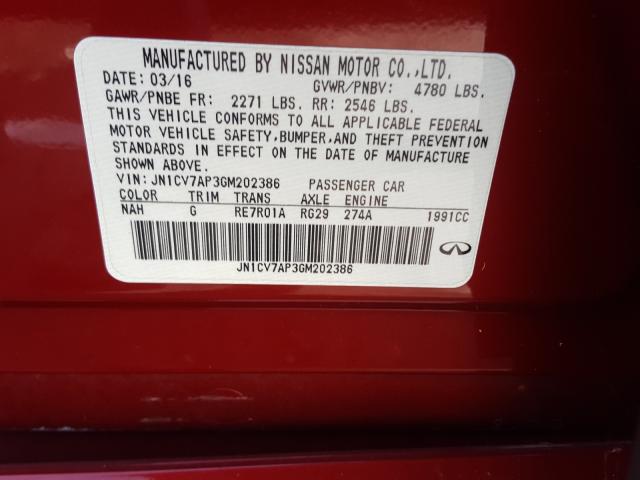 MANUFACTURED BY NISSAN MOTOR CO.,LTD.
DATE: 03/16 GVWR/PNBV: 4780 LBS.
GAWR/PNBE FR: 2271 LBS. RR: 2546 LBS.
THIS VEHICLE CONFORMS TO ALL APPLICABLE FEDERAL
MOTOR VEHICLE SAFETY,BUMPER,AND THEFT PREVENTION
STANDARDS IN EFFECT ON THE DATE OF MANUFACTURE
SHOWN ABOVE.
VIN: JN1CV7AP3GM202386 PASSENGER CAR
COLOR TRIM TRANS AXLE ENGINE
NAH G RE7R01A RG29 274A 1991CC
JN1CV7AP3GM202386